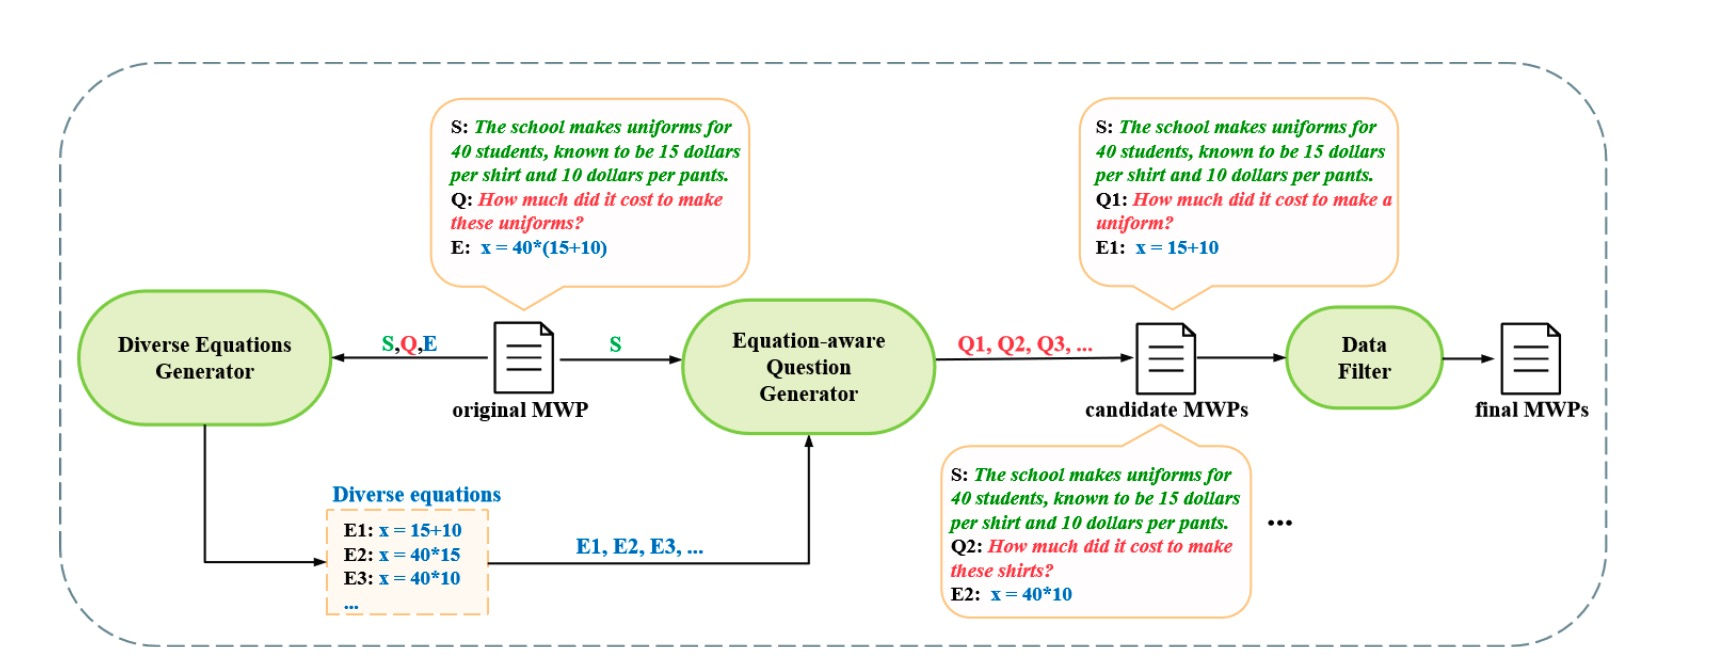 S: The school makes uniforms for
40 students, known to be 15 dollars
per shirt and 10 dollars per pants.
Q: How much did it cost to make
these uniforms?
E: x = 40*(15+10)
S: The school makes uniforms for
40 students, known to be 15 dollars
per shirt and 10 dollars per pants.
Q1: How much did it cost to make a
uniform?
E1: x = 15+10
Diverse Equations
Generator
S,Q,E
original MWP
S
Equation-aware
Question
Generator
Q1, Q2, Q3, ...
candidate MWPs
Data
Filter
final MWPs
Diverse equations
E1: x = 15+10
E2: x = 40*15
E3: x = 40*10
...
E1, E2, E3, ...
S: The school makes uniforms for
40 students, known to be 15 dollars
per shirt and 10 dollars per pants.
Q2: How much did it cost to make
these shirts?
E2: x = 40*10
...